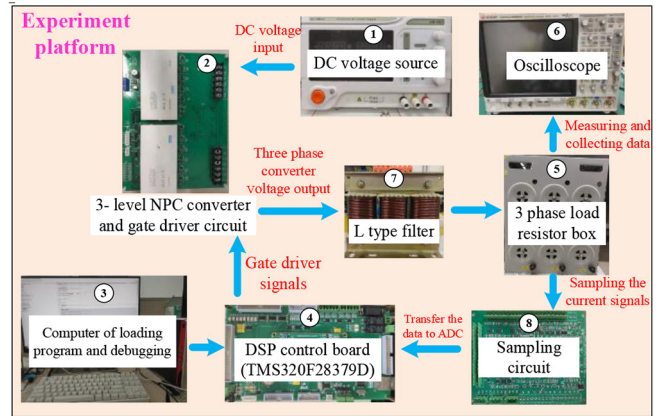 Experiment
platform
DC voltage
input
1
DC voltage source
2
6
Oscilloscope
Measuring and
collecting data
Three phase
converter
voltage output
3- level NPC converter
and gate driver circuit
7
L type filter
5
3 phase load
resistor box
Gate driver
signals
Sampling
the current signals
3
Computer of loading
program and debugging
4
DSP control board
(TMS320F28379D)
Transfer the
data to ADC
8
Sampling
circuit